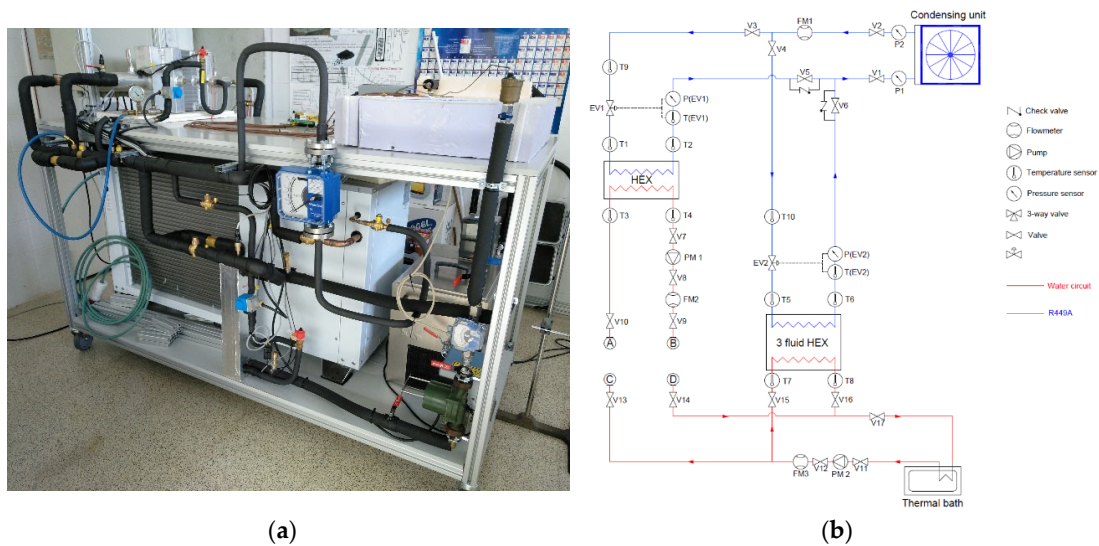 Condensing unit
V3
FM1
V2
P2
V4
T9
V5
V1
P1
P(EV1)
V6
EV1
T(EV1)
Check valve
Flowmeter
T1
T2
Pump
HEX
Temperature sensor
Pressure sensor
T3
T4
T10
3-way valve
V7
Valve
PM 1
P(EV2)
EV2
T(EV2)
V8
Water circuit
FM2
T5
T6
R449A
V10
V9
A
B
3 fluid HEX
C
D
T7
T8
V13
V14
V15
V16
V17
FM3
V12
PM 2
V11
Thermal bath
(a)
(b)